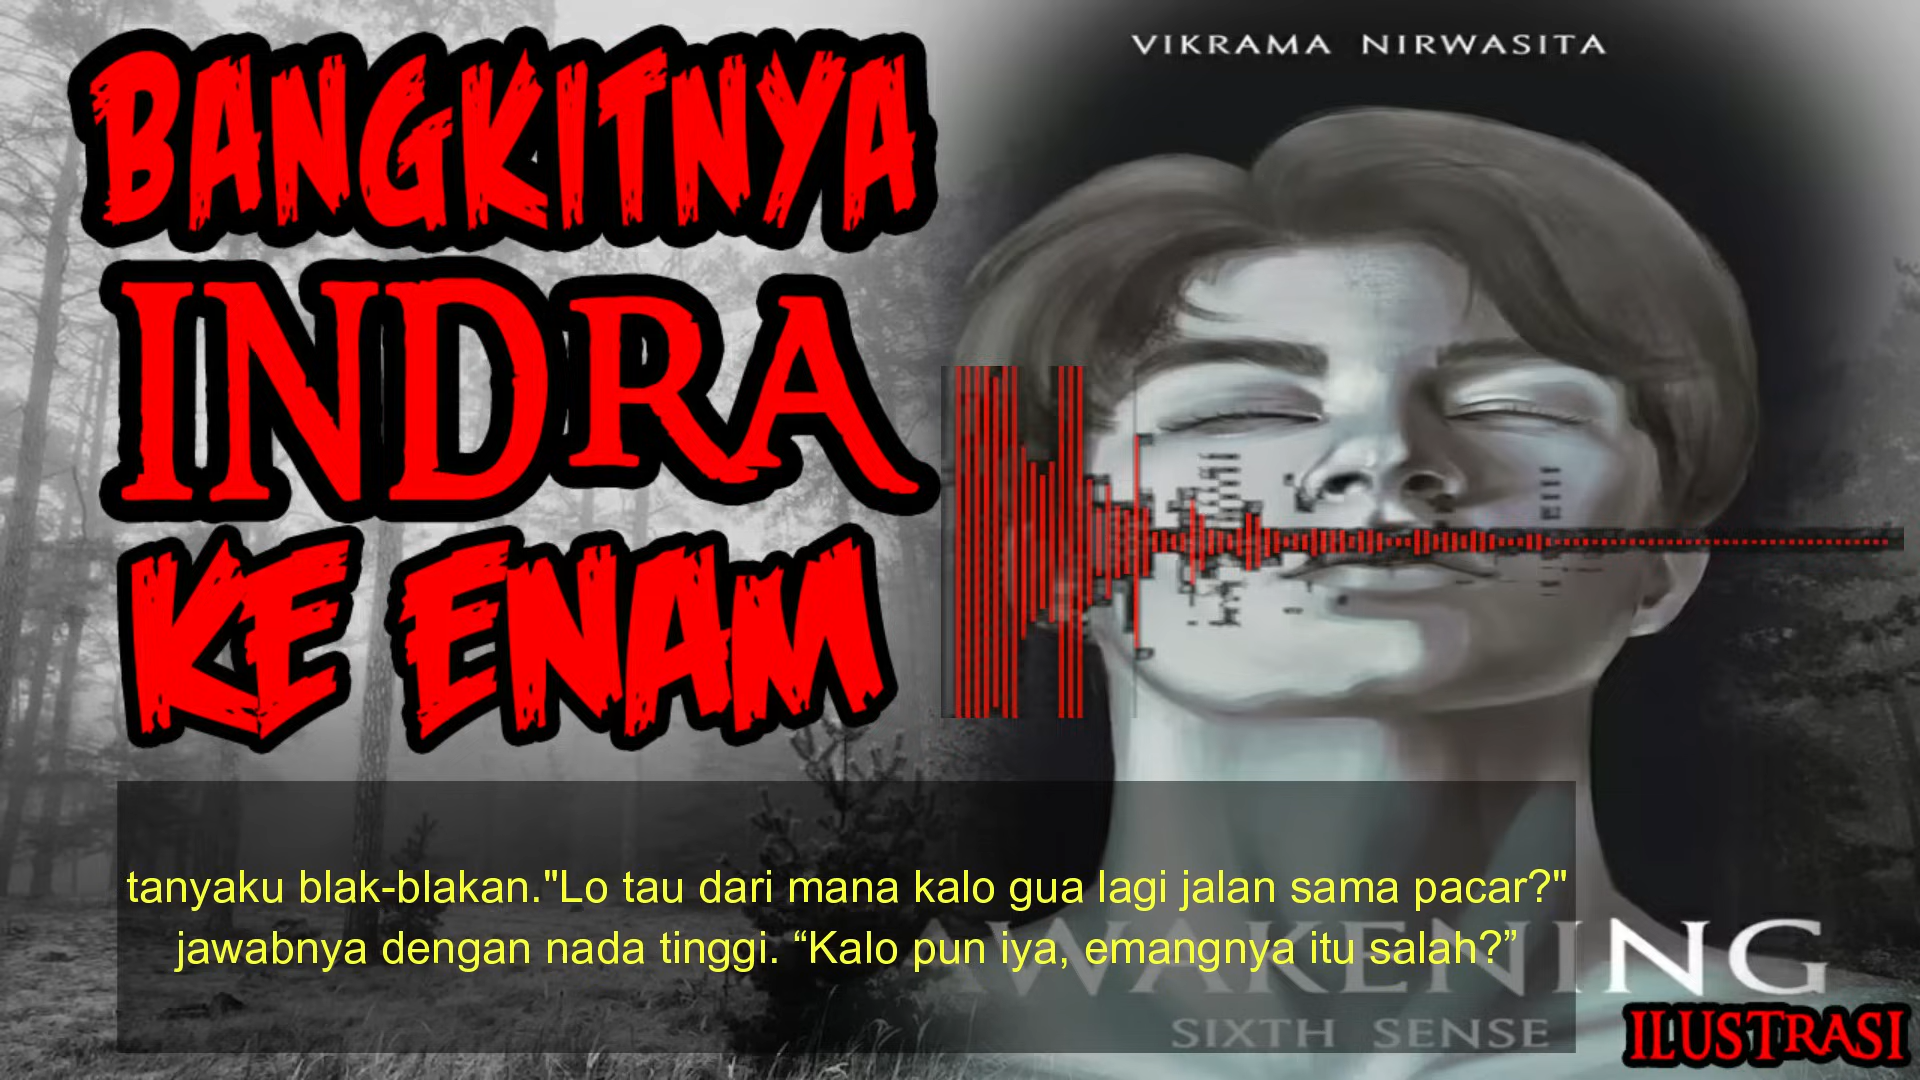 BANGKITNYA
INDRA
KE ENAM
VIKRAMA NIRWASITA
tanyaku blak-blakan."Lo tau dari mana kalo gua lagi jalan sama pacar?"
jawabnya dengan nada tinggi. “Kalo pun iya, emangnya itu salah?”
AWAKENING
SIXTH SENSE
ILUSTRASI